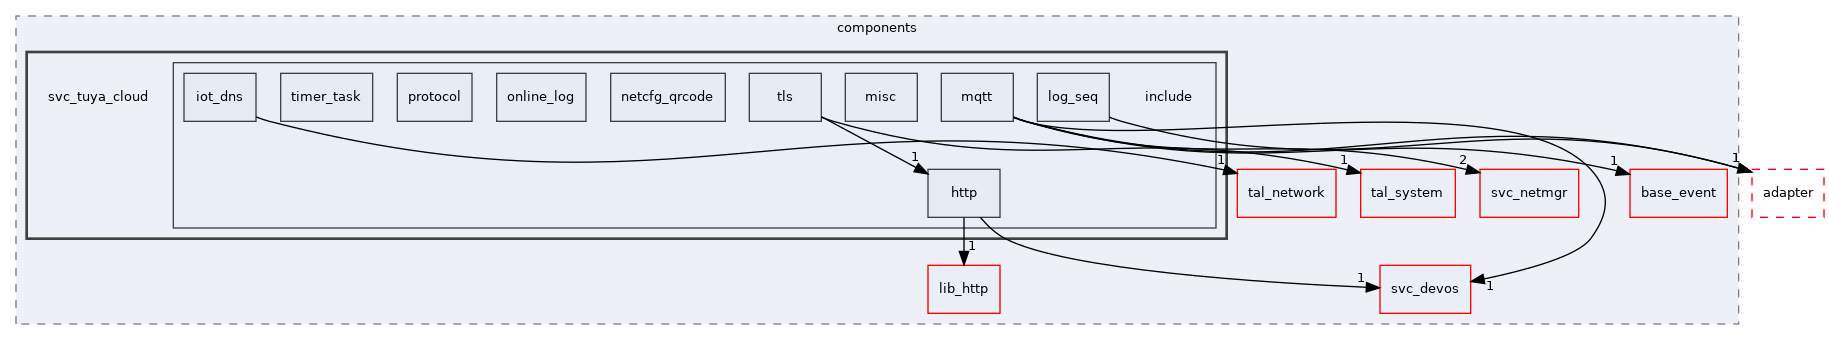 components
svc_tuya_cloud
iot_dns
timer_task
protocol
online_log
netcfg_qrcode
tls
misc
mqtt
log_seq
include
1
1
1
2
1
1
http
tal_network
tal_system
svc_netmgr
base_event
adapter
1
1
1
lib_http
svc_devos